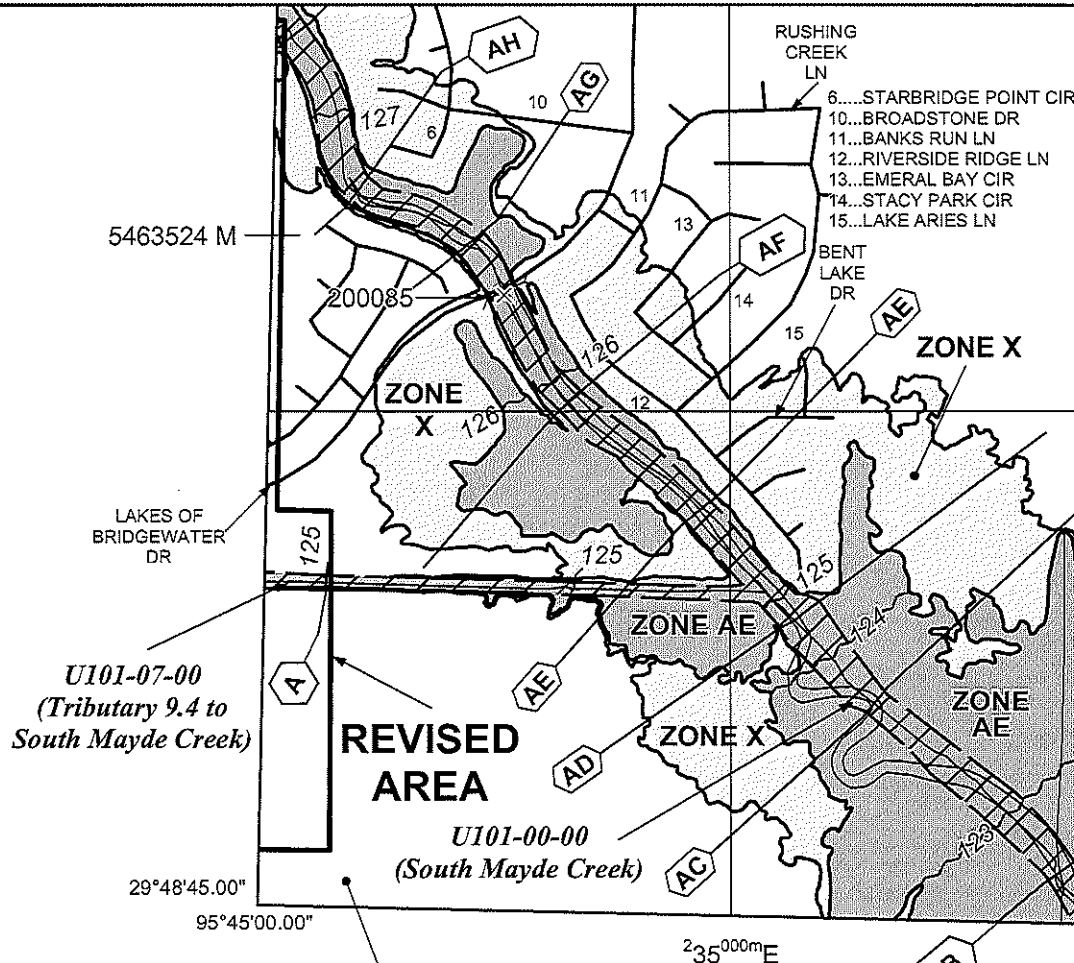 RUSHING
CREEK
LN
6....STARBRIDGE POINT CIR
10...BROADSTONE DR
11...BANKS RUN LN
12...RIVERSIDE RIDGE LN
13...EMERAL BAY CIR
14...STACY PARK CIR
15...LAKE ARIES LN
AH
AG
127
6
10
11
13
5463524 M
AF
BENT
LAKE
DR
200085
14
15
AE
ZONE X
126
ZONE
X
126
12
LAKES OF
BRIDGEWATER
DR
125
125
125
ZONE AE
124
U101-07-00
(Tributary 9.4 to
South Mayde Creek)
A
AE
ZONE
AE
REVISED
AREA
ZONE X
AD
U101-00-00
(South Mayde Creek)
123
AC
29°48'45.00"
95°45'00.00"
235000mE